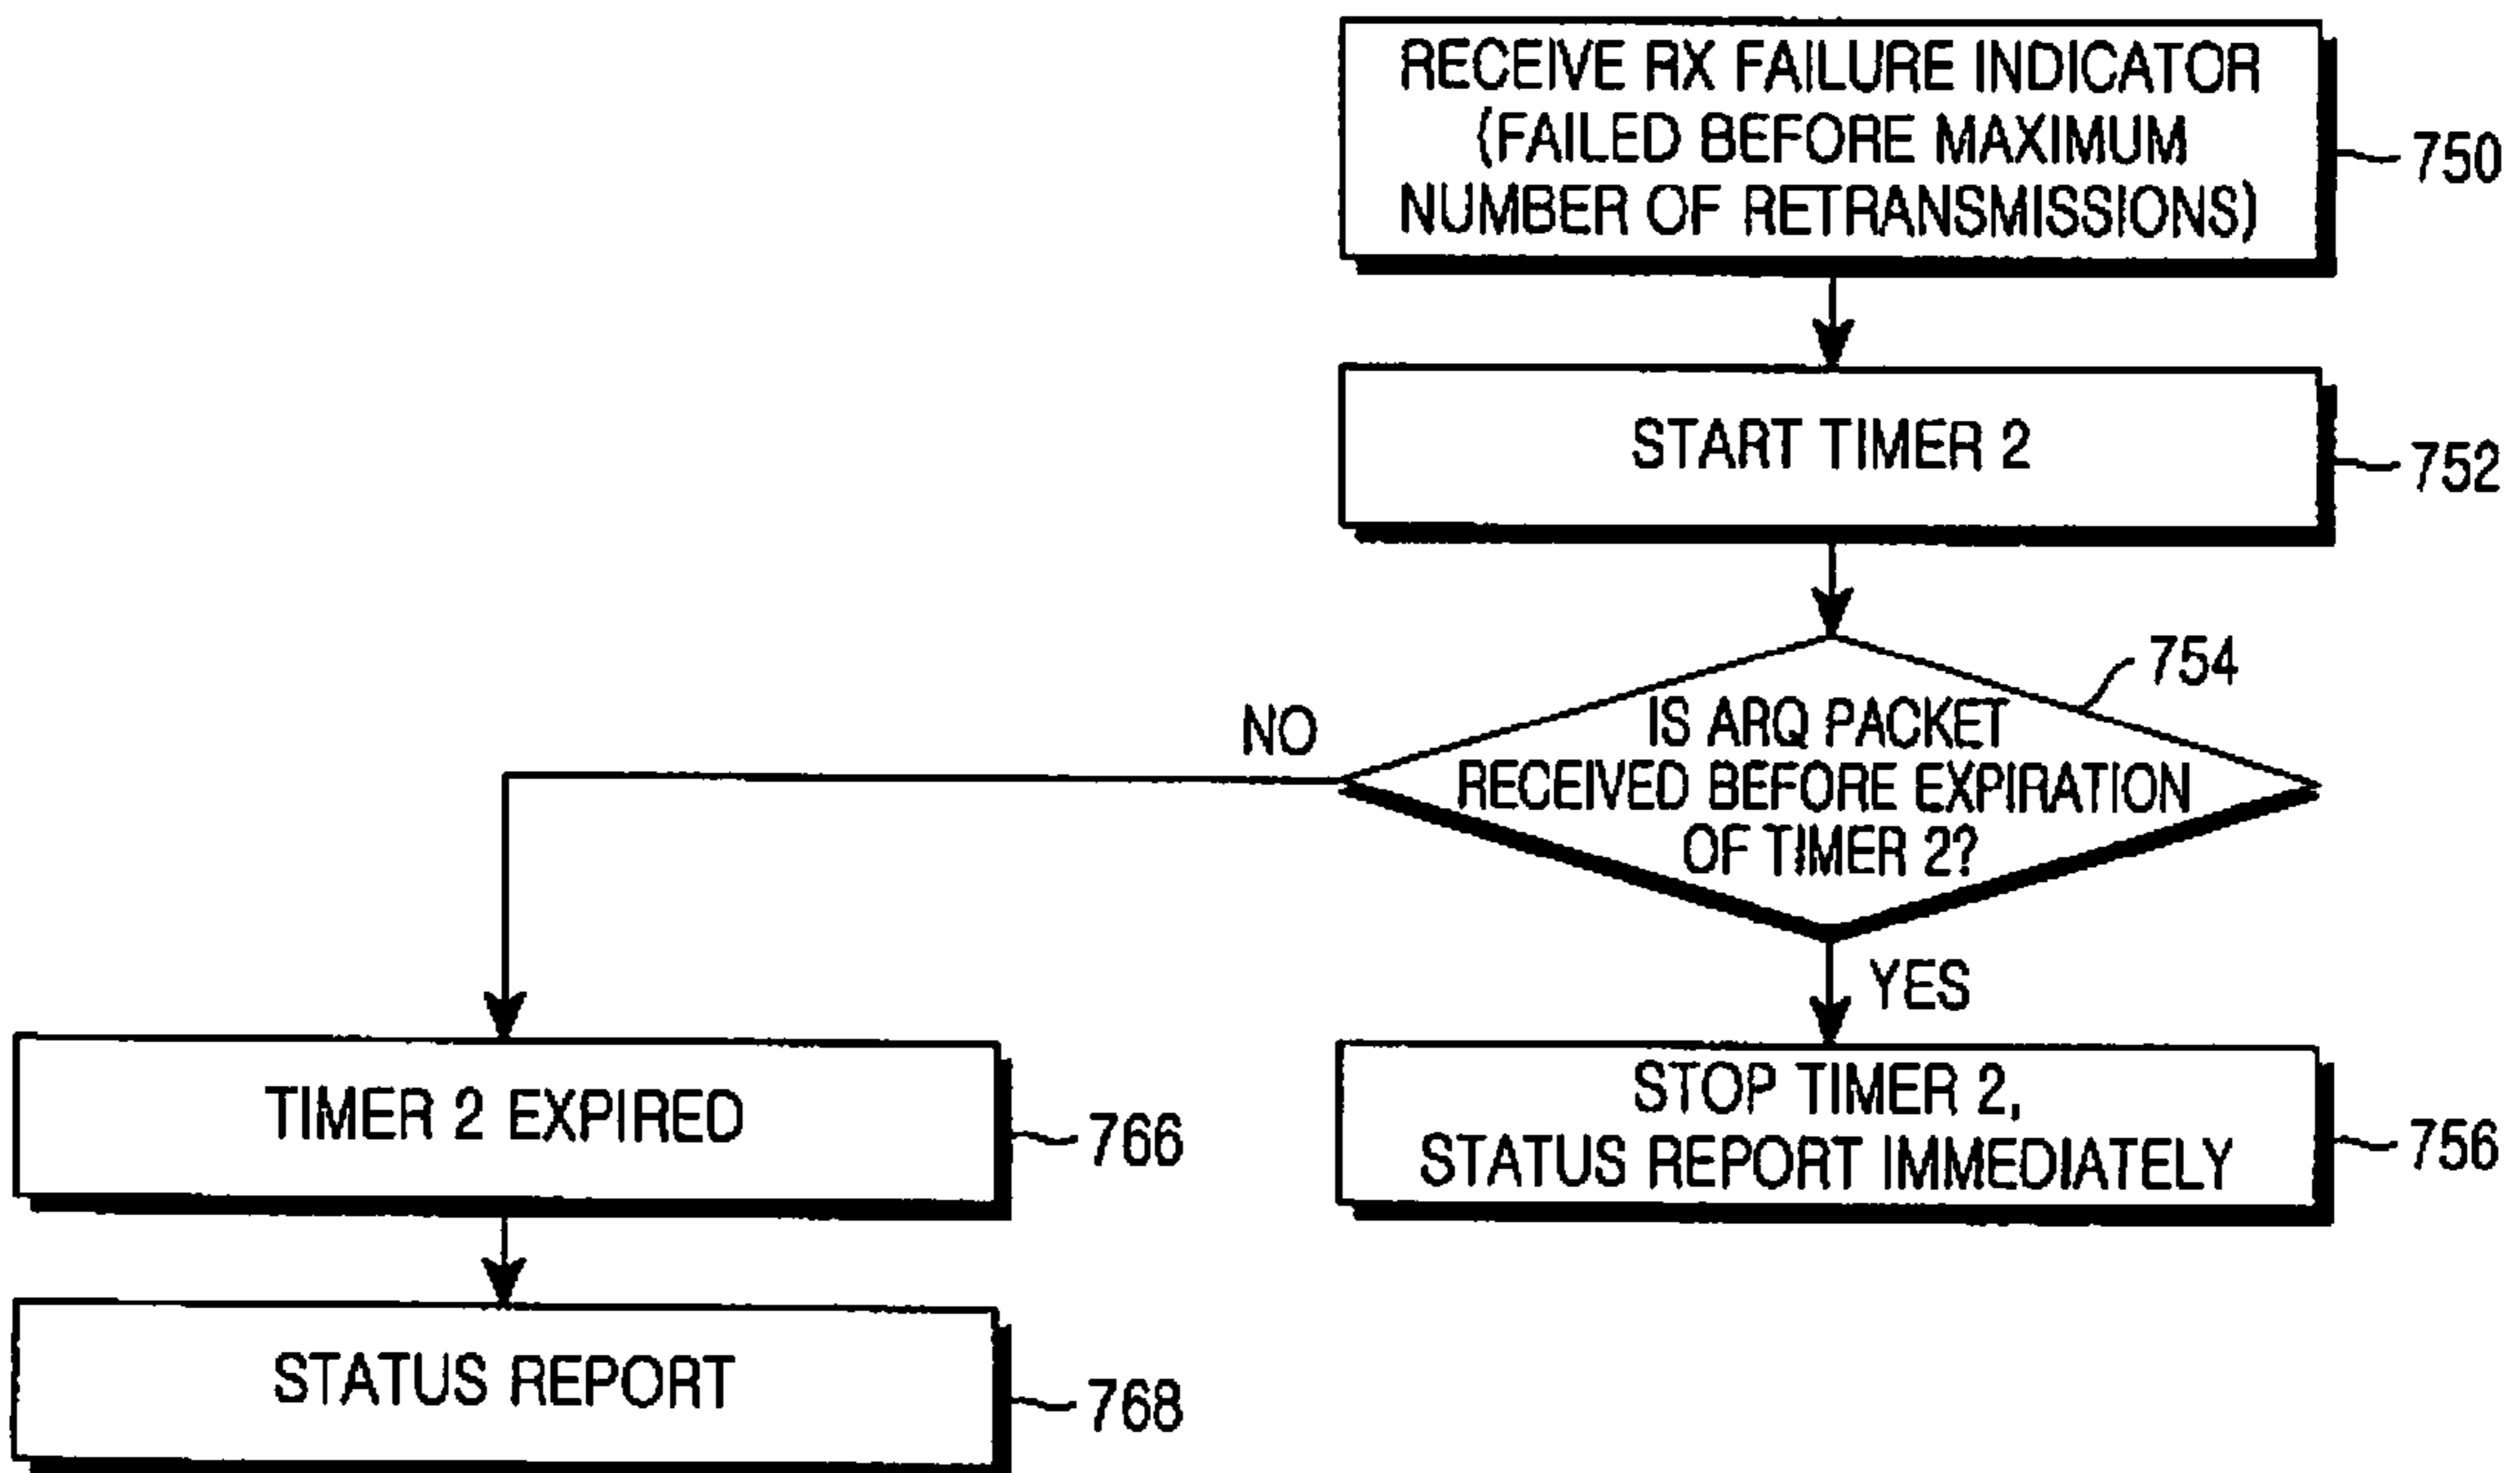 RECEIVE RX FAILURE INDICATOR
(FAILED BEFORE MAXIMUM
NUMBER OF RETRANSMISSIONS)
750
START TIMER 2
752
754
IS ARQ PACKET
RECEIVED BEFORE EXPIRATION
OF TIMER 2?
NO
YES
TIMER 2 EXPIRED
766
STOP TIMER 2,
STATUS REPORT IMMEDIATELY
756
STATUS REPORT
768